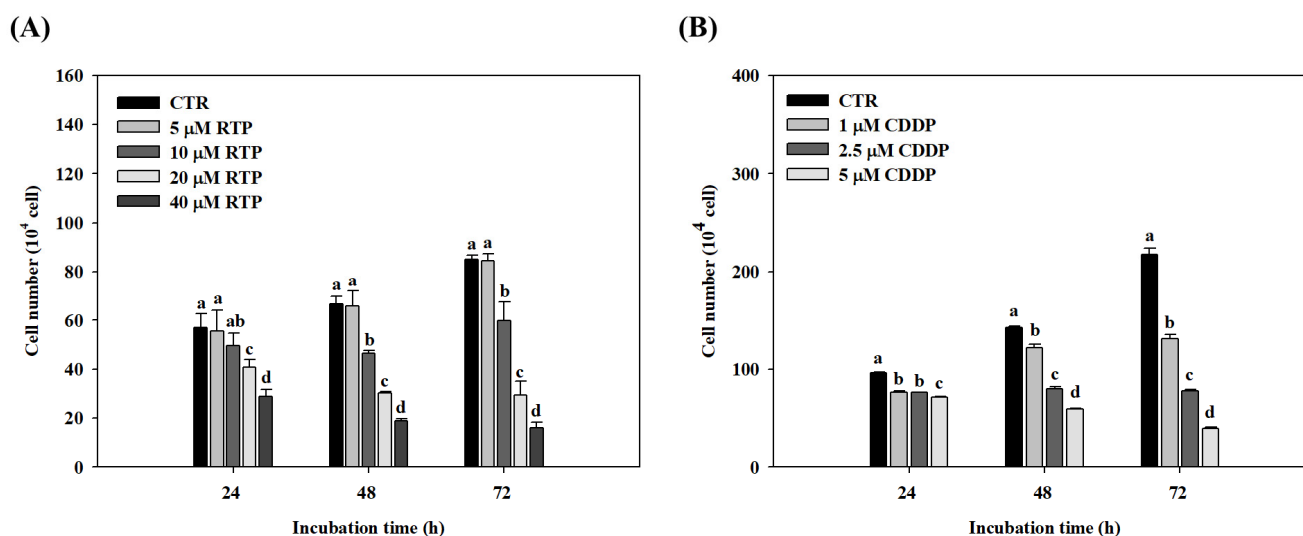 (A)
160
140
120
100
80
60
40
20
0
Cell number (10⁴ cell)
CTR
5 μM RTP
10 μM RTP
20 μM RTP
40 μM RTP
a a ab c d
a a b c d
a a b c d
24 48 72
Incubation time (h)
(B)
400
300
200
100
0
Cell number (10⁴ cell)
CTR
1 μM CDDP
2.5 μM CDDP
5 μM CDDP
a b b c
a b c d
a b c d
24 48 72
Incubation time (h)